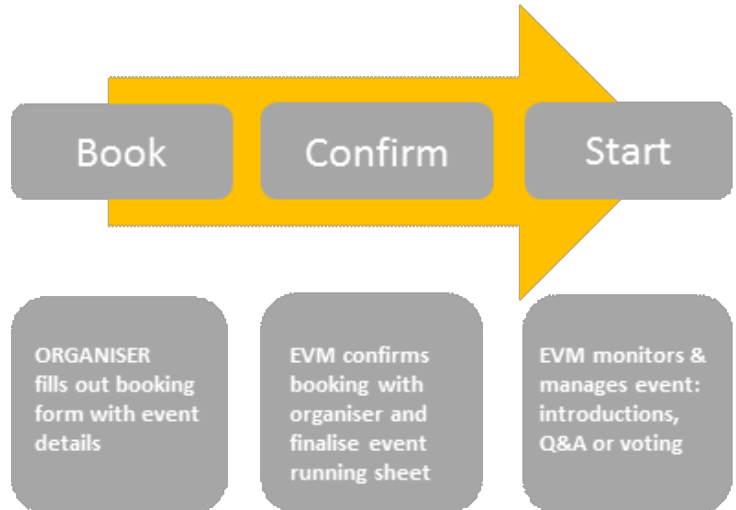 Book
Confirm
Start
ORGANISER
fills out booking
form with event
details
EVM confirms
booking with
organiser and
finalise event
running sheet
EVM monitors &
manages event:
introductions,
Q&A or voting